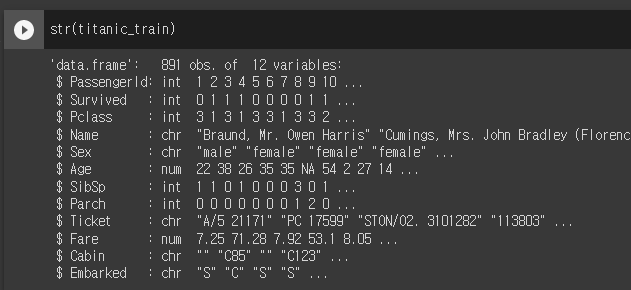 str(titanic_train)
'data.frame': 891 obs. of 12 variables:
$ PassengerId: int 1 2 3 4 5 6 7 8 9 10 ...
$ Survived : int 0 1 1 1 0 0 0 0 1 1 ...
$ Pclass : int 3 1 3 1 3 3 1 3 3 2 ...
$ Name : chr "Braund, Mr. Owen Harris" "Cumings, Mrs. John Bradley (Florenc
$ Sex : chr "male" "female" "female" "female" ...
$ Age : num 22 38 26 35 35 NA 54 2 27 14 ...
$ SibSp : int 1 1 0 1 0 0 0 3 0 1 ...
$ Parch : int 0 0 0 0 0 0 0 1 2 0 ...
$ Ticket : chr "A/5 21171" "PC 17599" "STON/O2. 3101282" "113803" ...
$ Fare : num 7.25 71.28 7.92 53.1 8.05 ...
$ Cabin : chr "" "C85" "" "C123" ...
$ Embarked : chr "S" "C" "S" "S" ...